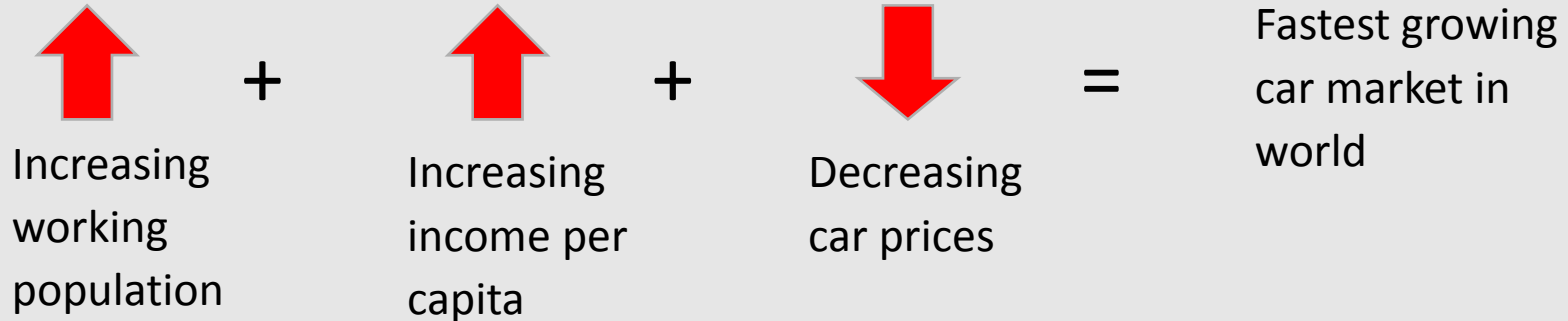 +
+
=
Fastest growing
car market in
world
Increasing
working
population
Increasing
income per
capita
Decreasing
car prices